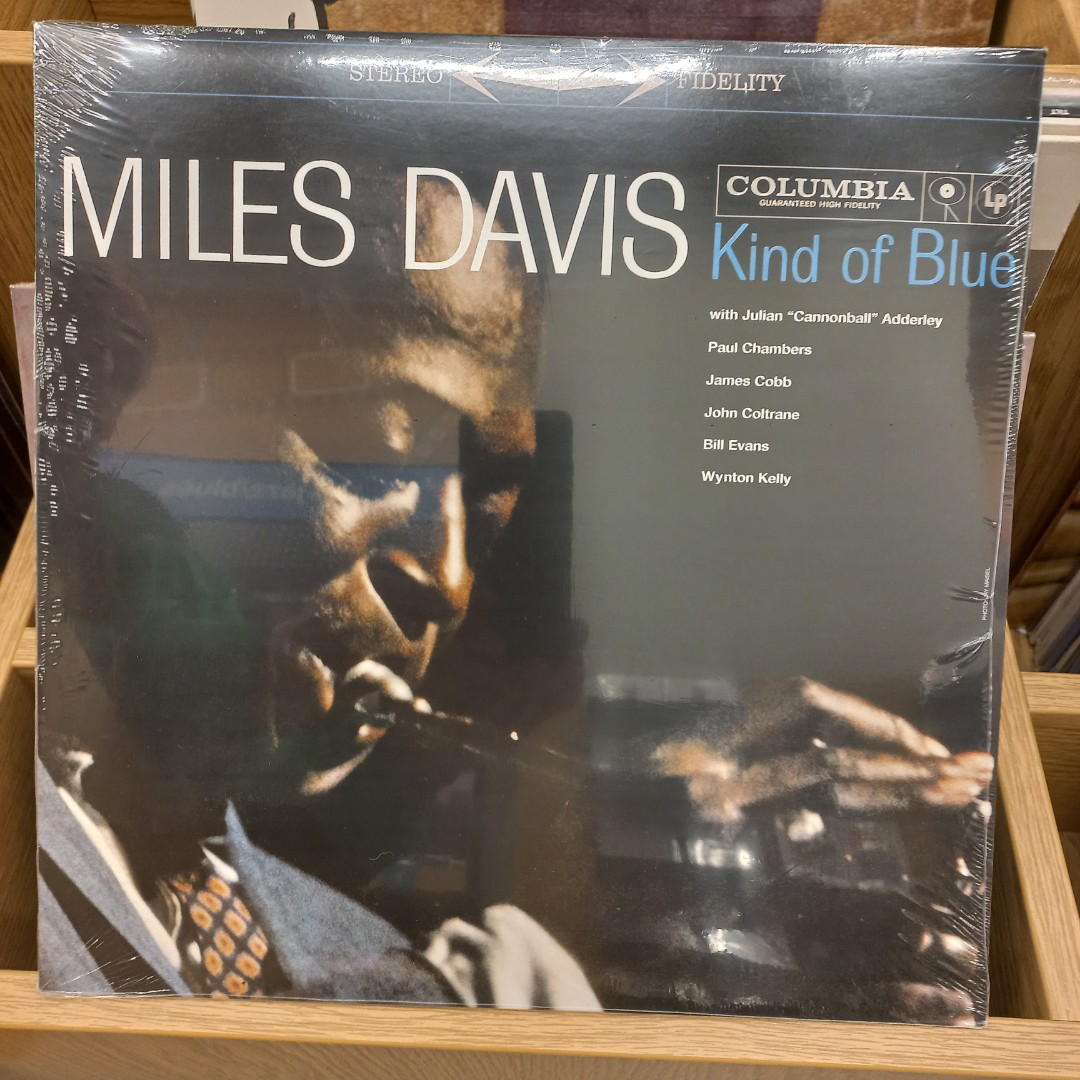 STEREO FIDELITY
MILES DAVIS
COLUMBIA
GUARANTEED HIGH FIDELITY
Lp
Kind of Blue
with Julian “Cannonball” Adderley
Paul Chambers
James Cobb
John Coltrane
Bill Evans
Wynton Kelly